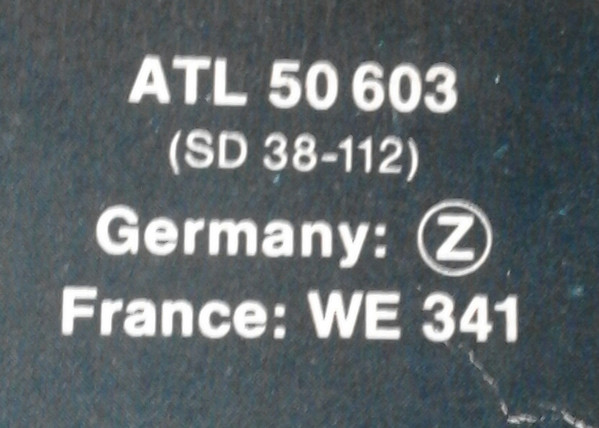 ATL 50 603
(SD 38-112)
Germany: Ⓩ
France: WE 341